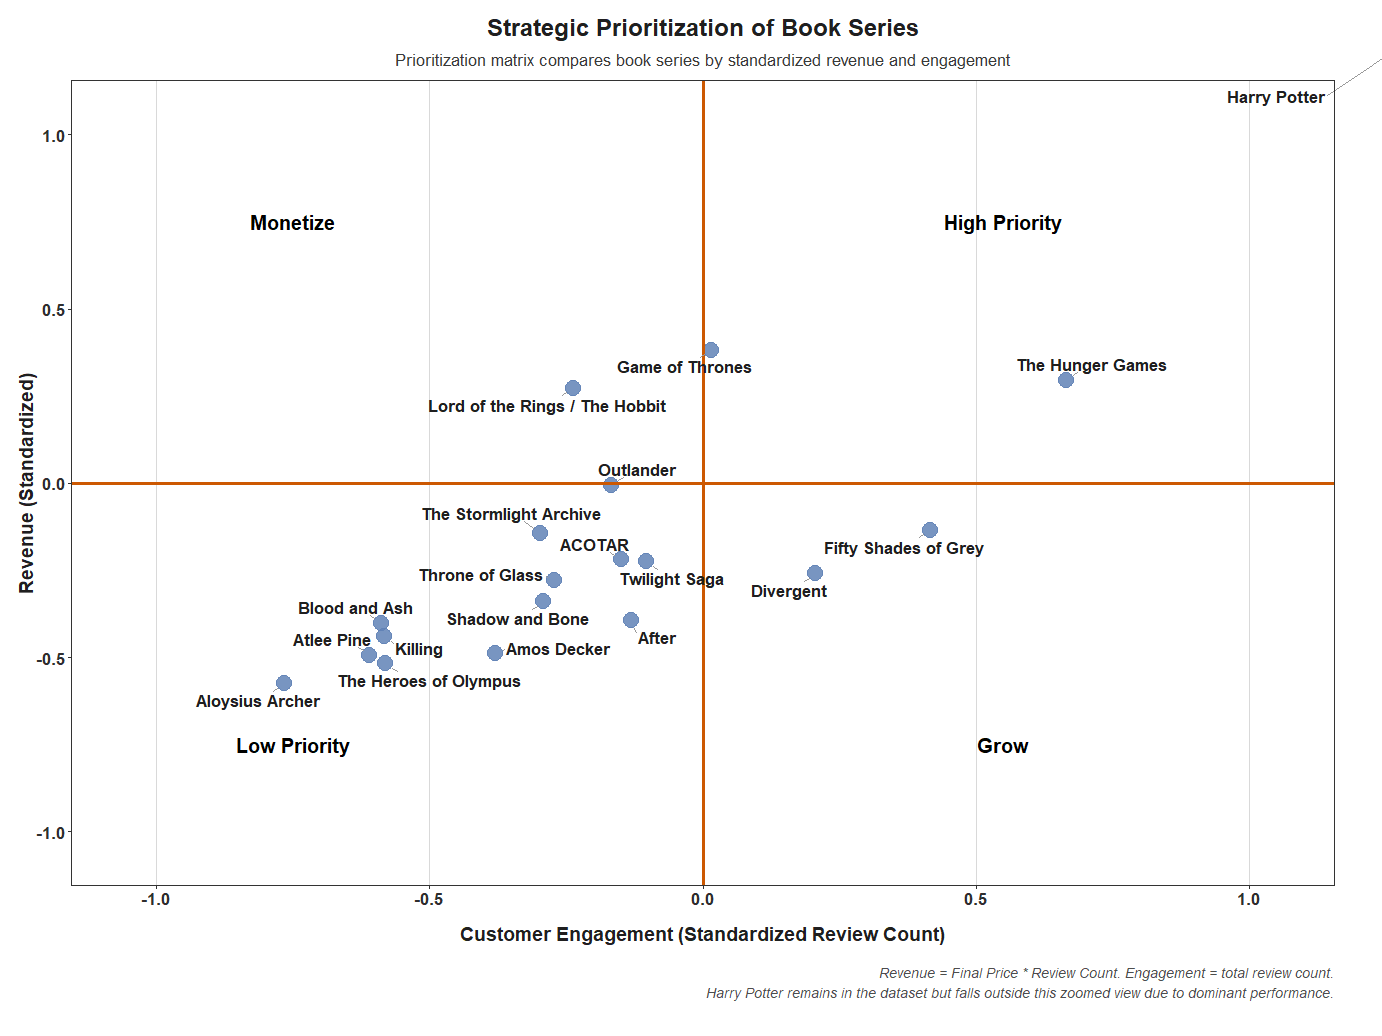 Strategic Prioritization of Book Series
Prioritization matrix compares book series by standardized revenue and engagement
Harry Potter
1.0
Monetize
High Priority
0.5
Game of Thrones
The Hunger Games
Lord of the Rings / The Hobbit
Outlander
0.0
The Stormlight Archive
ACOTAR
Fifty Shades of Grey
Throne of Glass
Twilight Saga
Divergent
Blood and Ash
Shadow and Bone
Atlee Pine
After
Killing
Amos Decker
-0.5
The Heroes of Olympus
Aloysius Archer
Low Priority
Grow
-1.0
Revenue (Standardized)
-1.0
-0.5
0.0
0.5
1.0
Customer Engagement (Standardized Review Count)
Revenue = Final Price * Review Count. Engagement = total review count.
Harry Potter remains in the dataset but falls outside this zoomed view due to dominant performance.